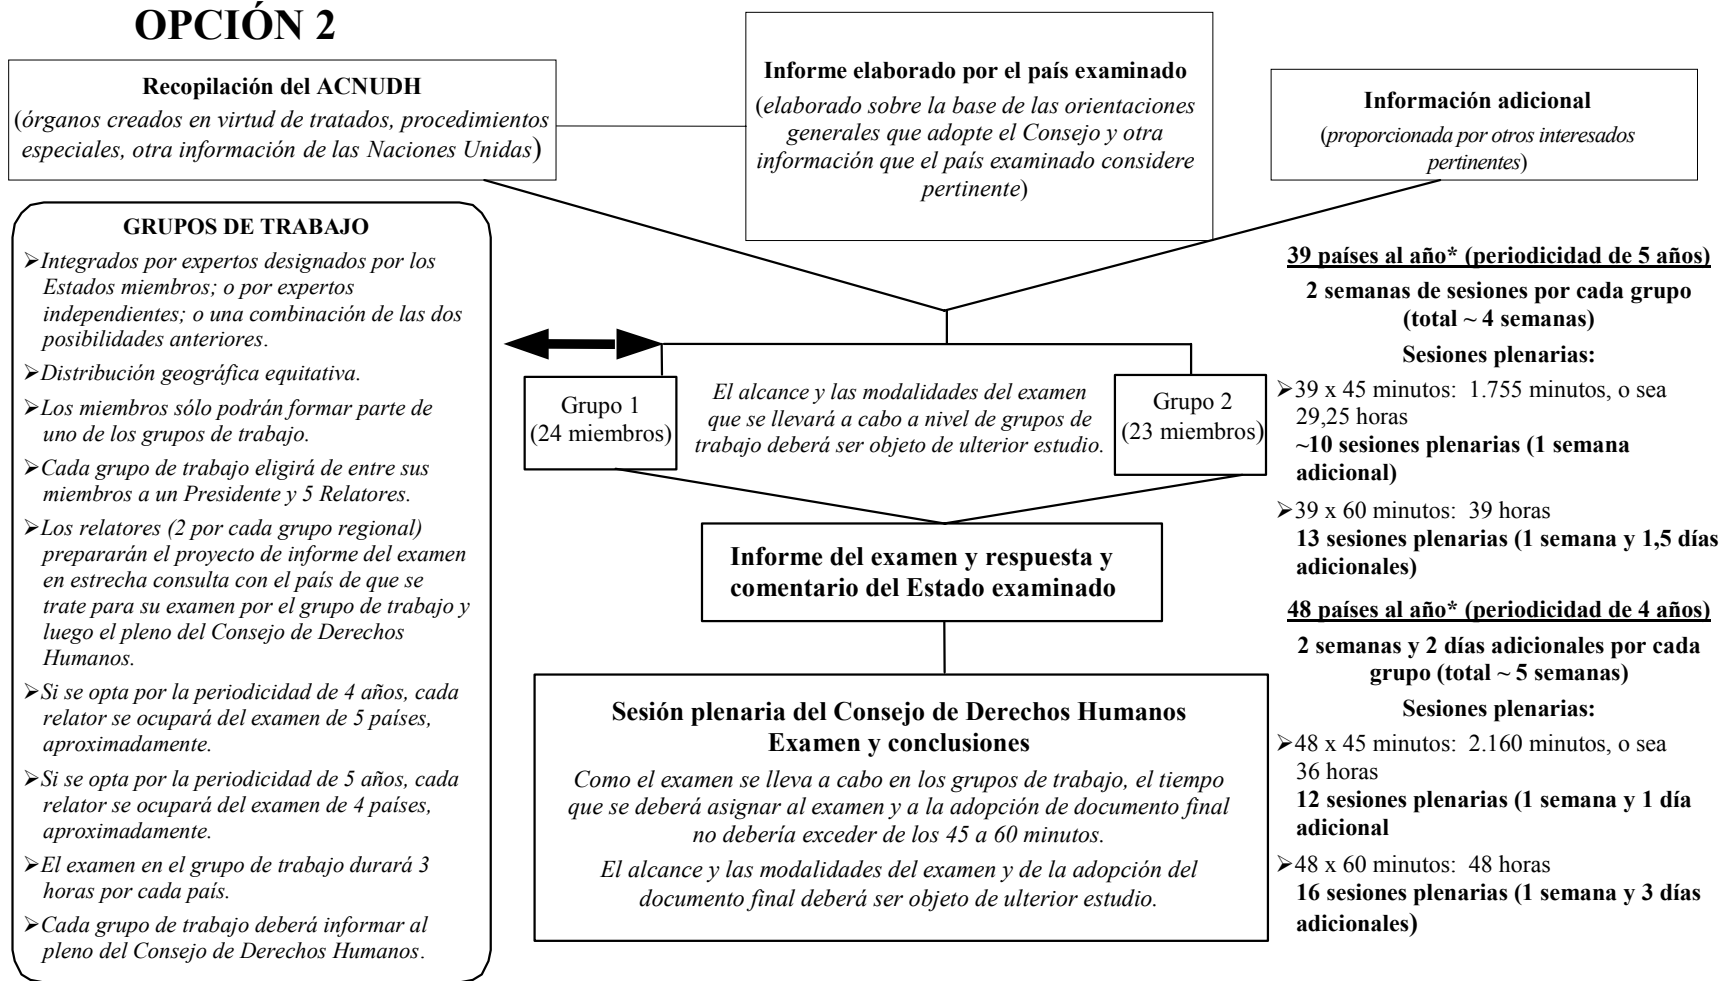 OPCIÓN 2
Recopilación del ACNUDH
(órganos creados en virtud de tratados, procedimientos
especiales, otra información de las Naciones Unidas)
Informe elaborado por el país examinado
(elaborado sobre la base de las orientaciones
generales que adopte el Consejo y otra
información que el país examinado considere
pertinente)
Información adicional
(proporcionada por otros interesados
pertinentes)
GRUPOS DE TRABAJO
➢Integrados por expertos designados por los
Estados miembros; o por expertos
independientes; o una combinación de las dos
posibilidades anteriores.
➢Distribución geográfica equitativa.
➢Los miembros sólo podrán formar parte de
uno de los grupos de trabajo.
➢Cada grupo de trabajo eligirá de entre sus
miembros a un Presidente y 5 Relatores.
➢Los relatores (2 por cada grupo regional)
prepararán el proyecto de informe del examen
en estrecha consulta con el país de que se
trate para su examen por el grupo de trabajo y
luego el pleno del Consejo de Derechos
Humanos.
➢Si se opta por la periodicidad de 4 años, cada
relator se ocupará del examen de 5 países,
aproximadamente.
➢Si se opta por la periodicidad de 5 años, cada
relator se ocupará del examen de 4 países,
aproximadamente.
➢El examen en el grupo de trabajo durará 3
horas por cada país.
➢Cada grupo de trabajo deberá informar al
pleno del Consejo de Derechos Humanos.
Grupo 1
(24 miembros)
El alcance y las modalidades del examen
que se llevará a cabo a nivel de grupos de
trabajo deberá ser objeto de ulterior estudio.
Grupo 2
(23 miembros)
Informe del examen y respuesta y
comentario del Estado examinado
Sesión plenaria del Consejo de Derechos Humanos
Examen y conclusiones
Como el examen se lleva a cabo en los grupos de trabajo, el tiempo
que se deberá asignar al examen y a la adopción de documento final
no debería exceder de los 45 a 60 minutos.
El alcance y las modalidades del examen y de la adopción del
documento final deberá ser objeto de ulterior estudio.
39 países al año* (periodicidad de 5 años)
2 semanas de sesiones por cada grupo
(total ~ 4 semanas)
Sesiones plenarias:
➢39 x 45 minutos: 1.755 minutos, o sea
29,25 horas
~10 sesiones plenarias (1 semana
adicional)
➢39 x 60 minutos: 39 horas
13 sesiones plenarias (1 semana y 1,5 días
adicionales)
48 países al año* (periodicidad de 4 años)
2 semanas y 2 días adicionales por cada
grupo (total ~ 5 semanas)
Sesiones plenarias:
➢48 x 45 minutos: 2.160 minutos, o sea
36 horas
12 sesiones plenarias (1 semana y 1 día
adicional
➢48 x 60 minutos: 48 horas
16 sesiones plenarias (1 semana y 3 días
adicionales)